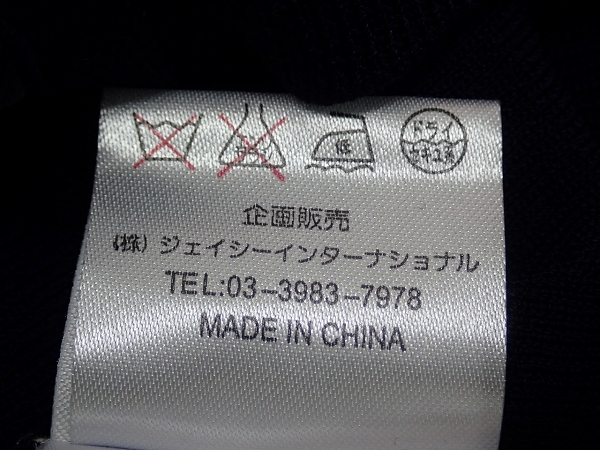 低 ドライ
セキユ系
企画販売
(株) ジェイシーインターナショナル
TEL:03-3983-7978
MADE IN CHINA